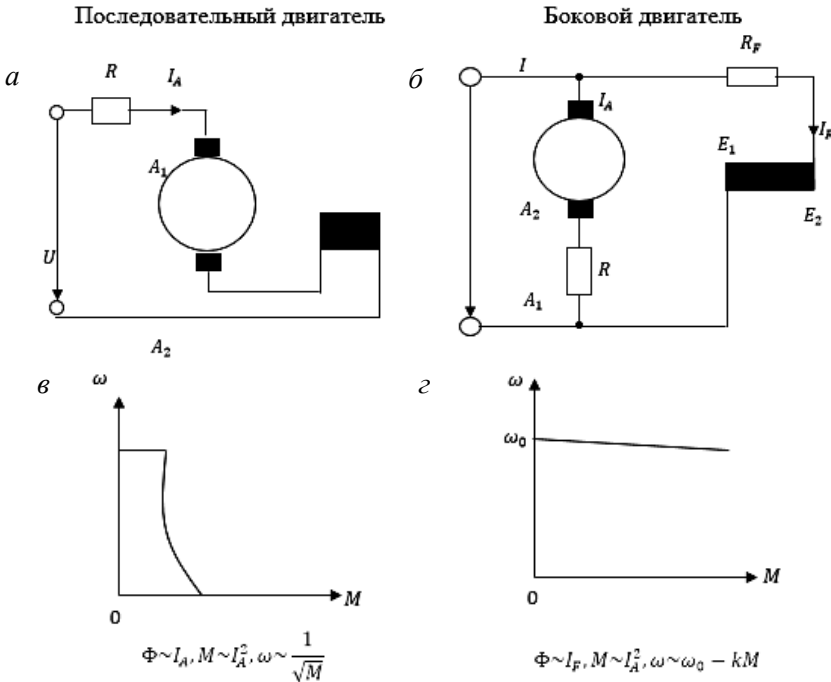 Последовательный двигатель
Боковой двигатель
а
R
I_A
A_1
U
A_2
б
I
R_F
I_A
I_F
E_1
A_2
E_2
R
A_1
в
ω
M
0
Φ~I_A, M~I_A^2, ω~1/√M
г
ω
ω_0
M
0
Φ~I_F, M~I_A^2, ω~ω_0 − kM